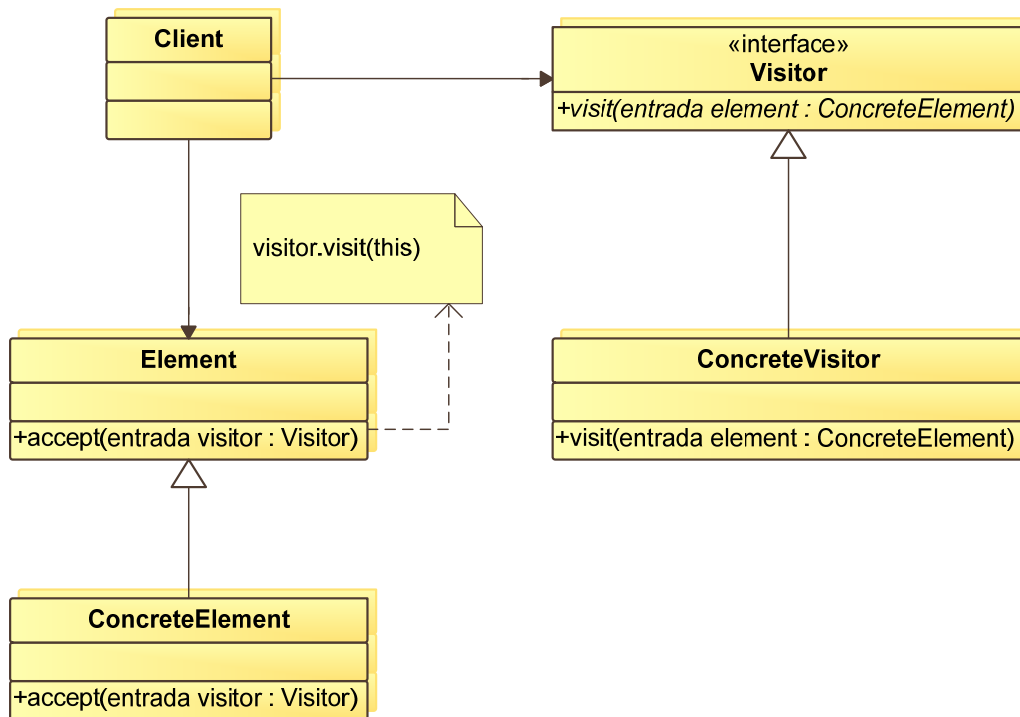 Client
«interface»
Visitor
+visit(entrada element : ConcreteElement)
visitor.visit(this)
Element
+accept(entrada visitor : Visitor)
ConcreteVisitor
+visit(entrada element : ConcreteElement)
ConcreteElement
+accept(entrada visitor : Visitor)